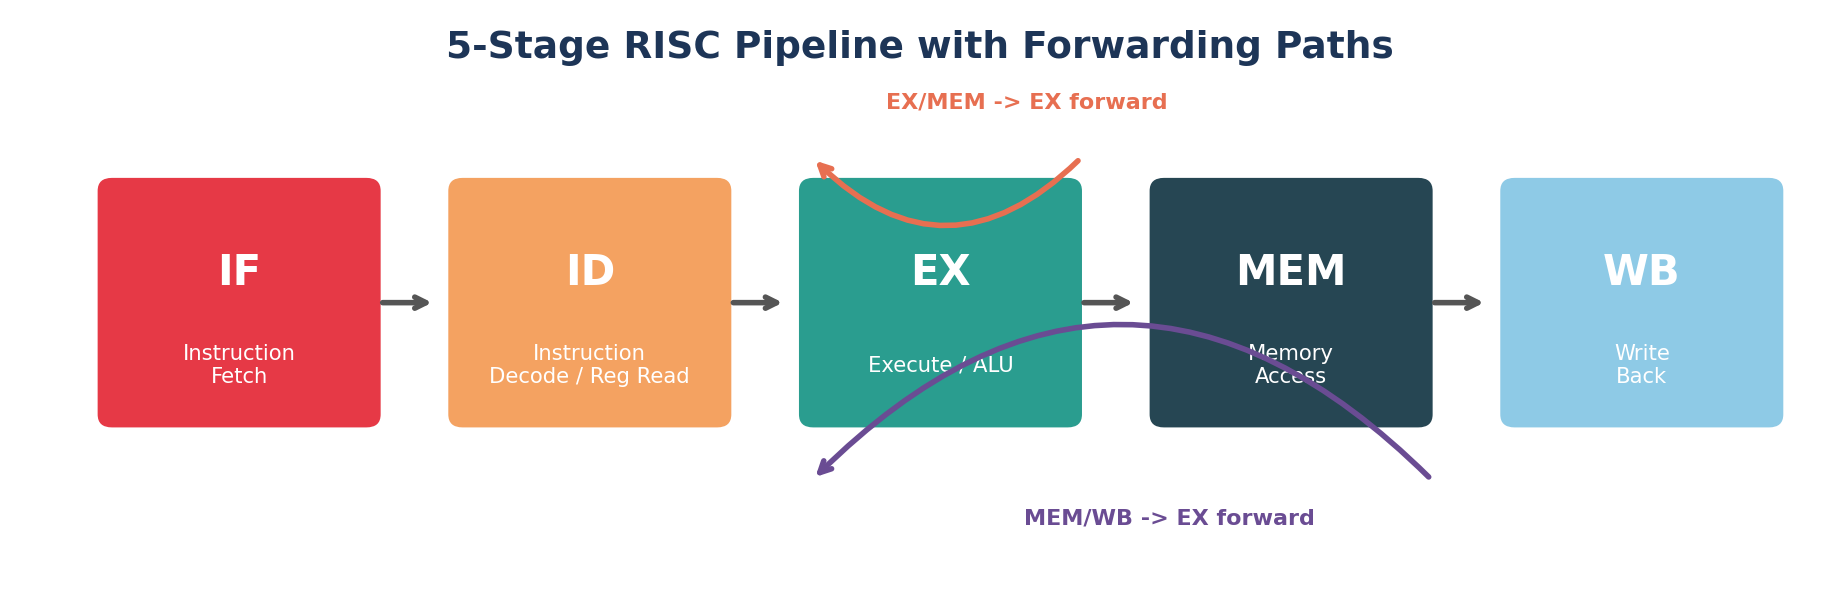 5-Stage RISC Pipeline with Forwarding Paths
EX/MEM -> EX forward
IF
Instruction
Fetch
ID
Instruction
Decode / Reg Read
EX
Execute / ALU
MEM
Memory
Access
WB
Write
Back
MEM/WB -> EX forward